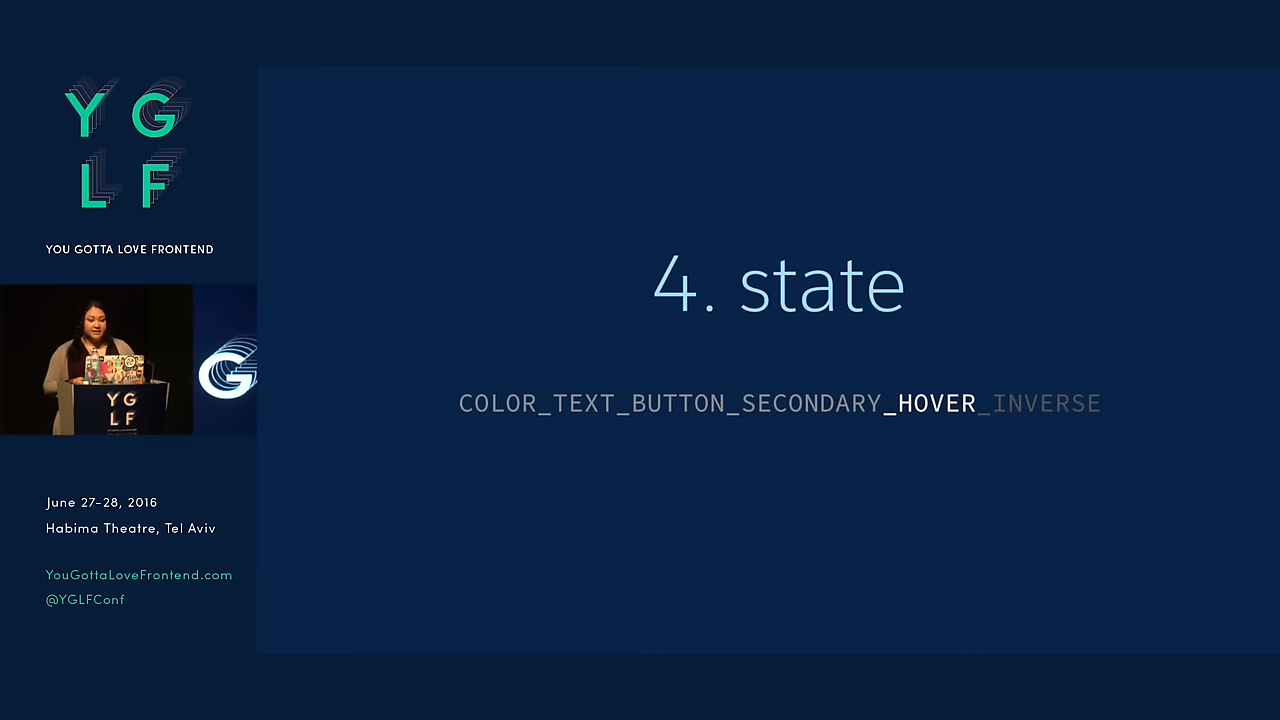 Y G
L F
YOU GOTTA LOVE FRONTEND
G
Y G
L F
June 27-28, 2016
Habima Theatre, Tel Aviv
YouGottaLoveFrontend.com
@YGLFConf
4. state
COLOR_TEXT_BUTTON_SECONDARY_HOVER_INVERSE